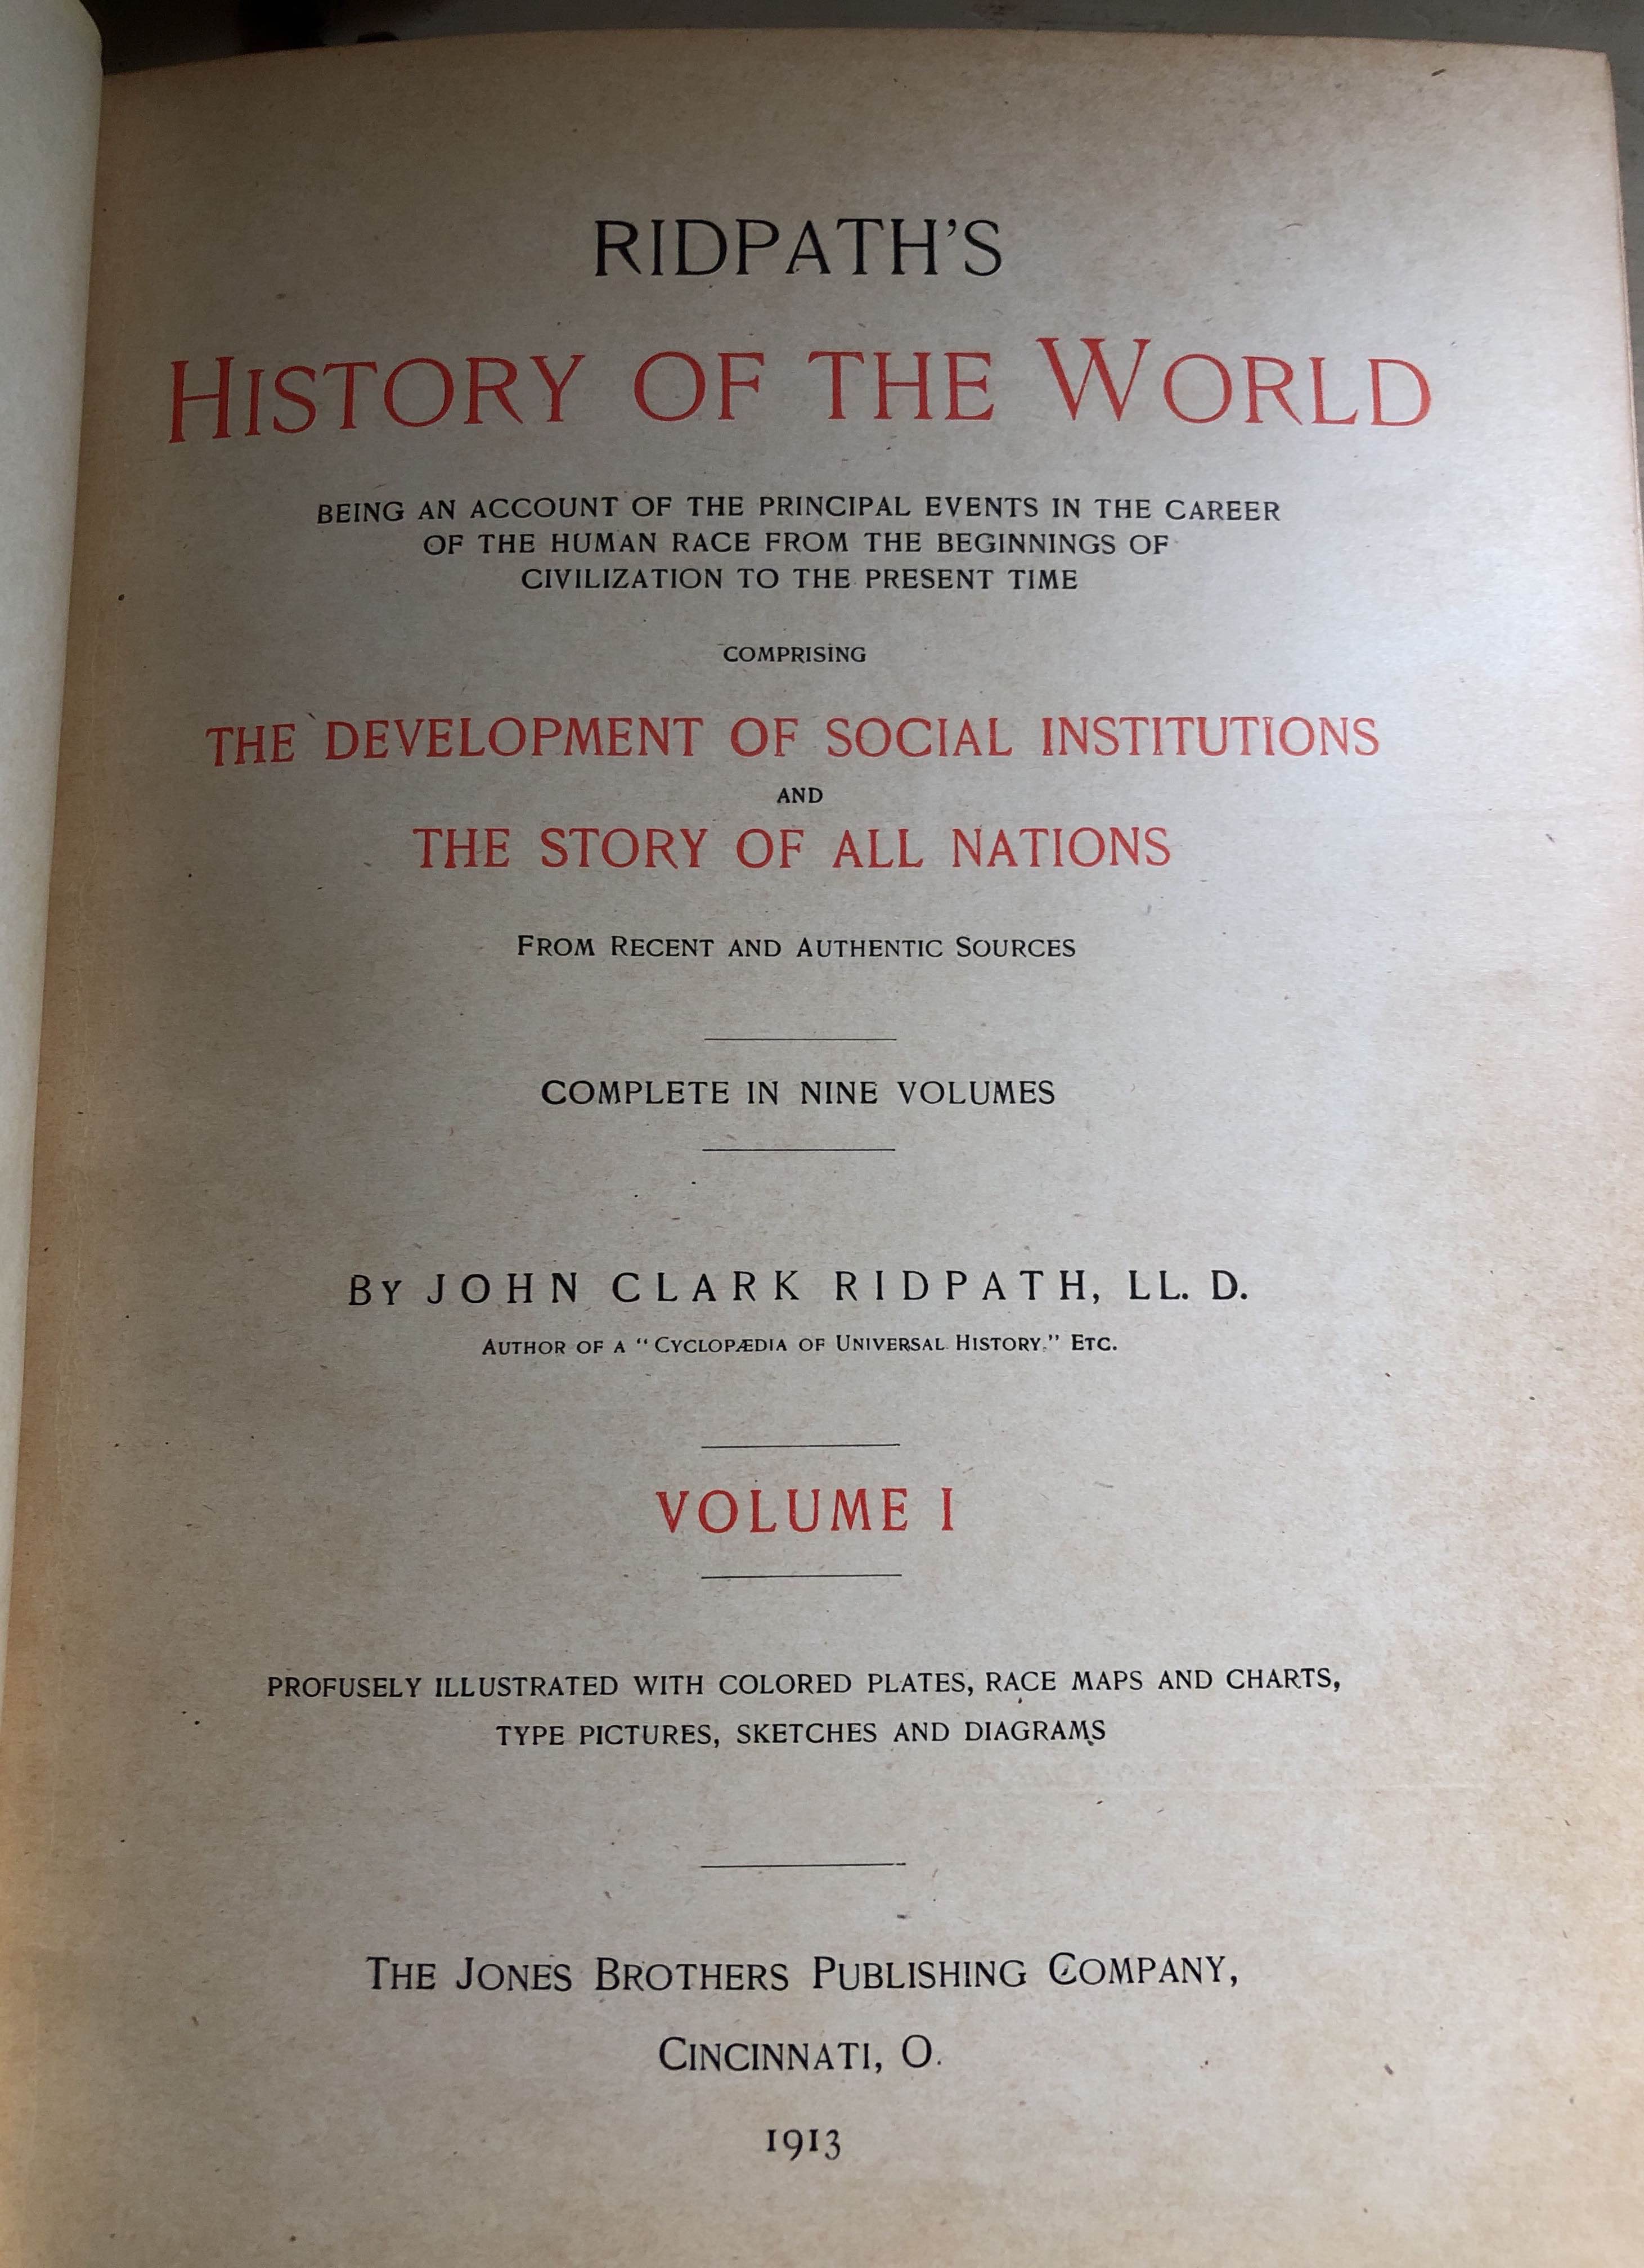 RIDPATH'S
HISTORY OF THE WORLD
BEING AN ACCOUNT OF THE PRINCIPAL EVENTS IN THE CAREER
OF THE HUMAN RACE FROM THE BEGINNINGS OF
CIVILIZATION TO THE PRESENT TIME
COMPRISING
THE DEVELOPMENT OF SOCIAL INSTITUTIONS
AND
THE STORY OF ALL NATIONS
FROM RECENT AND AUTHENTIC SOURCES
COMPLETE IN NINE VOLUMES
BY JOHN CLARK RIDPATH, LL. D.
AUTHOR OF A "CYCLOPÆDIA OF UNIVERSAL HISTORY." ETC.
VOLUME I
PROFUSELY ILLUSTRATED WITH COLORED PLATES, RACE MAPS AND CHARTS,
TYPE PICTURES, SKETCHES AND DIAGRAMS
THE JONES BROTHERS PUBLISHING COMPANY,
CINCINNATI, O.
1913